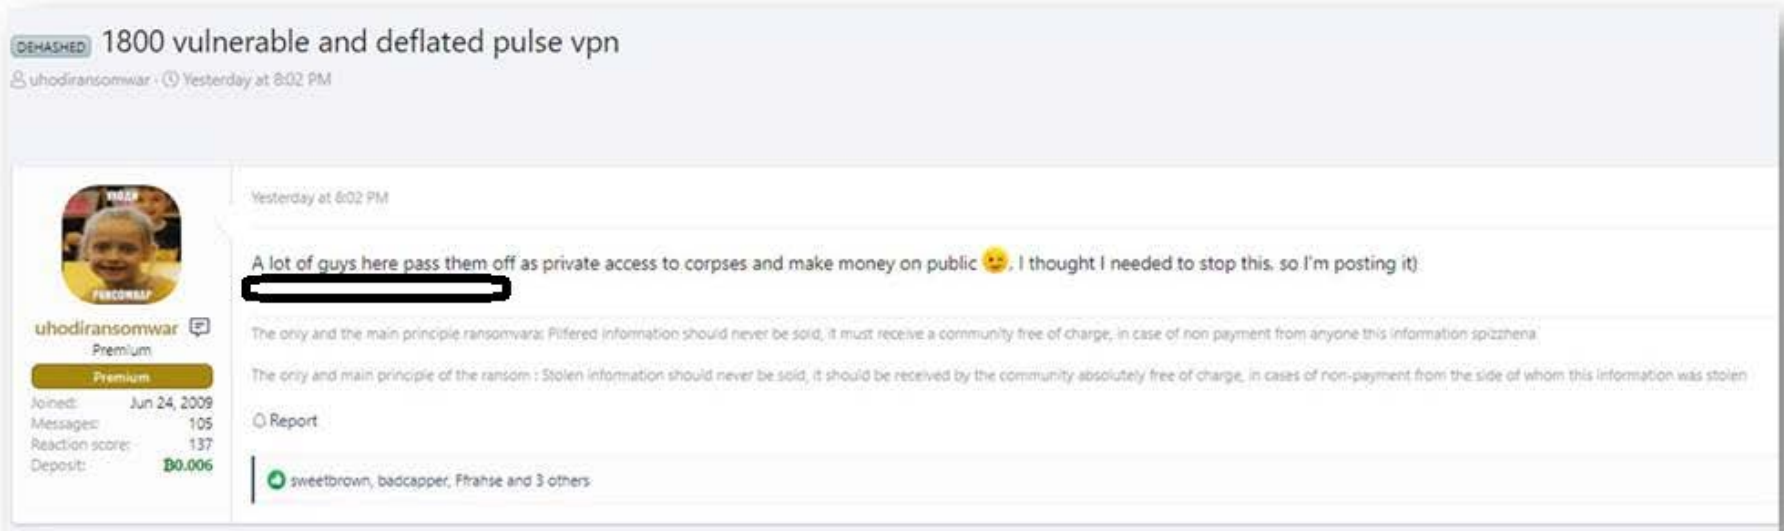 DEHASHED 1800 vulnerable and deflated pulse vpn
uhodiransomwar · Yesterday at 8:02 PM
Yesterday at 8:02 PM
A lot of guys here pass them off as private access to corpses and make money on public 😉. I thought I needed to stop this, so I'm posting it)
УХОДИ
РАНСОМВАР
uhodiransomwar
Premium
Premium
Joined: Jun 24, 2009
Messages: 105
Reaction score: 137
Deposit: ₿0.006
The only and the main principle ransomvara: Pilfered information should never be sold, it must receive a community free of charge, in case of non payment from anyone this information spizzhena
The only and main principle of the ransom : Stolen information should never be sold, it should be received by the community absolutely free of charge, in cases of non-payment from the side of whom this information was stolen
Report
sweetbrown, badcapper, Ffrahse and 3 others